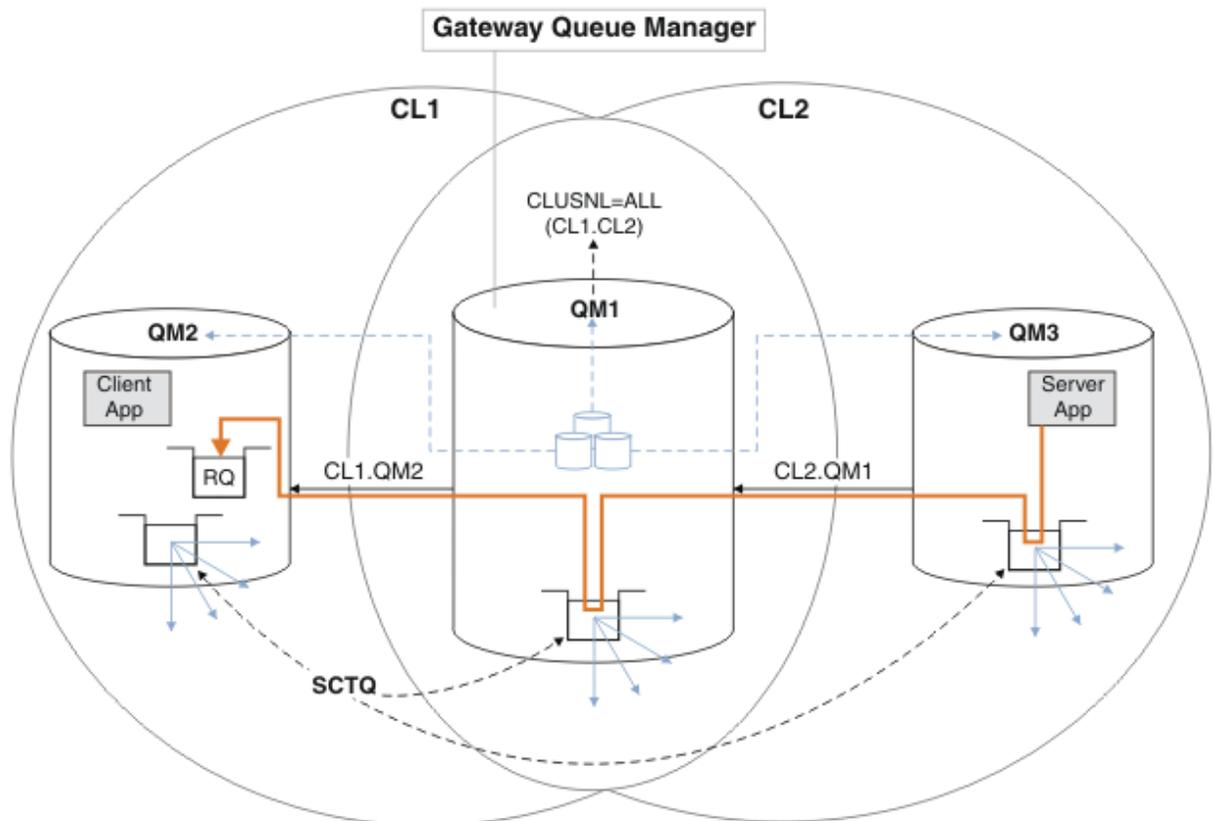 Gateway Queue Manager
CL1
CL2
CLUSNL=ALL
(CL1.CL2)
QM1
QM2
QM3
Client
App
Server
App
RQ
CL1.QM2
CL2.QM1
SCTQ